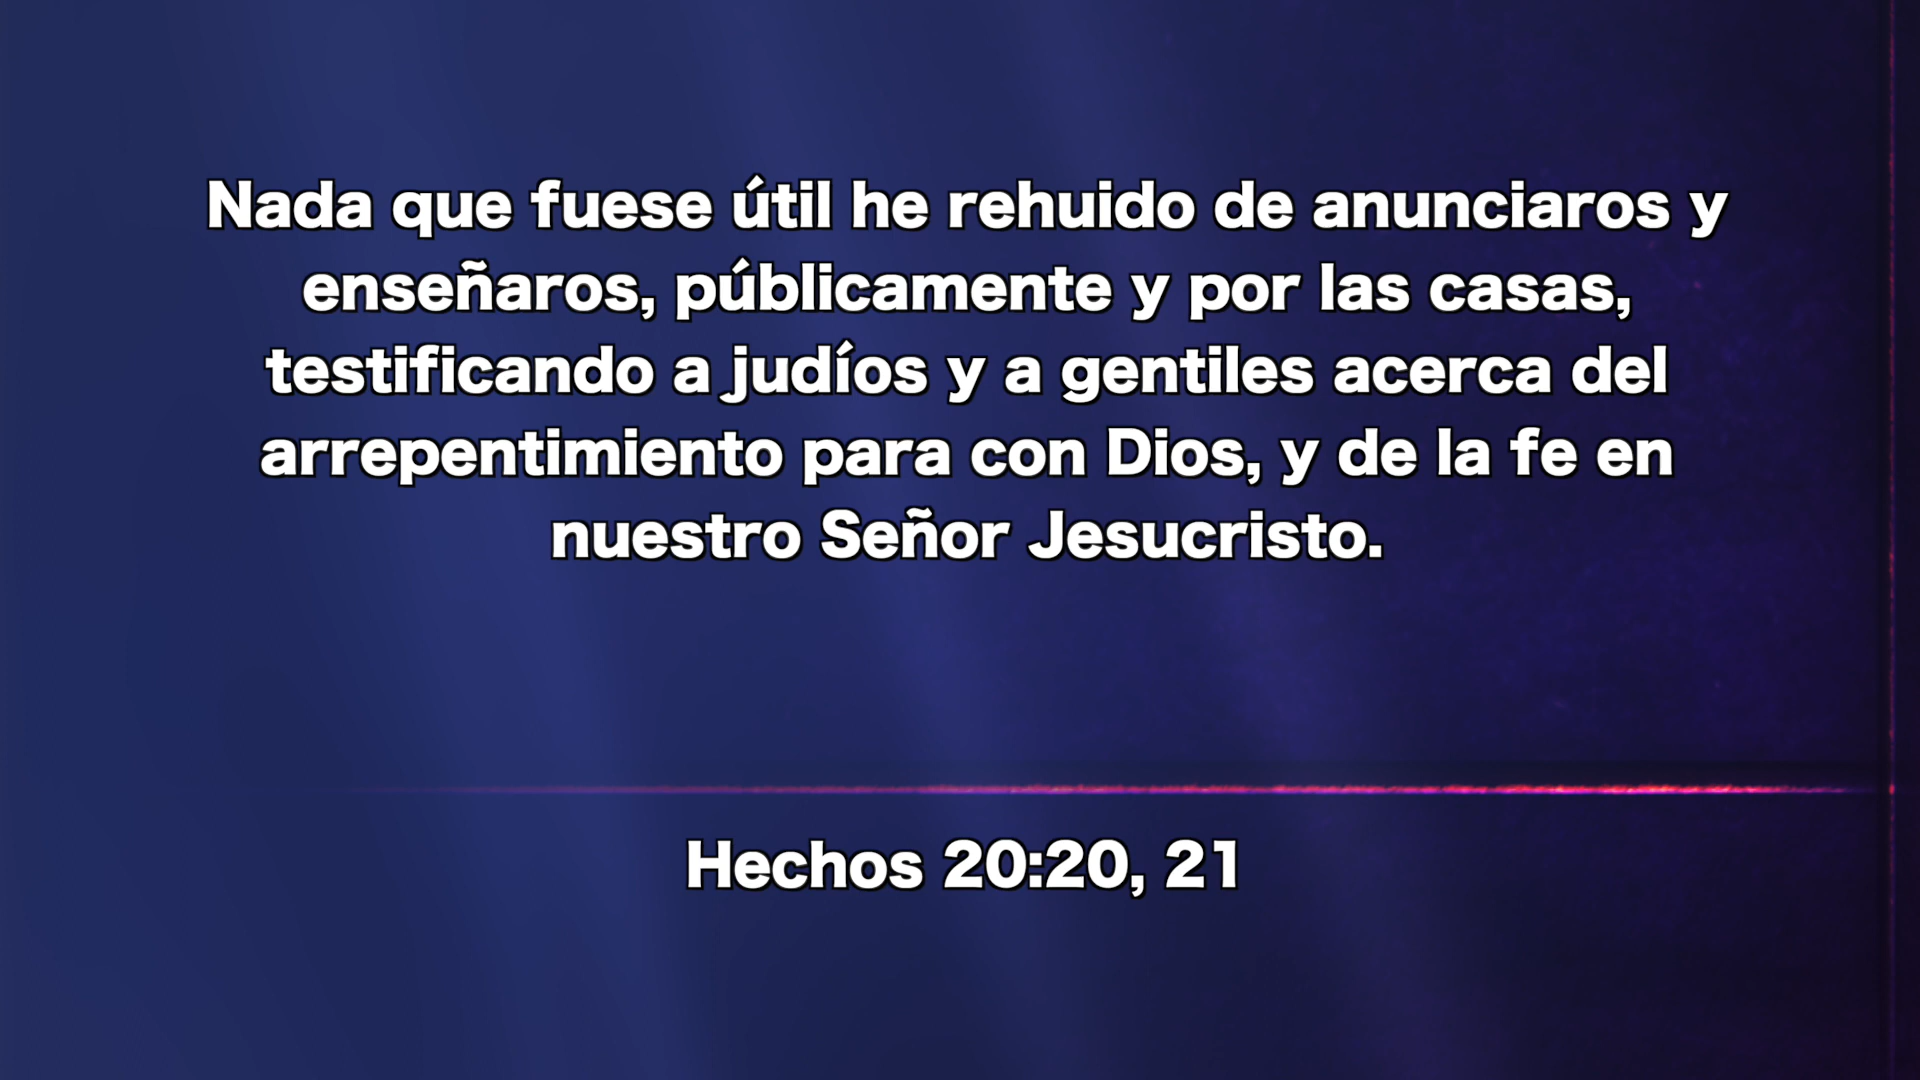 Nada que fuese útil he rehuido de anunciaros y
enseñaros, públicamente y por las casas,
testificando a judíos y a gentiles acerca del
arrepentimiento para con Dios, y de la fe en
nuestro Señor Jesucristo.
Hechos 20:20, 21